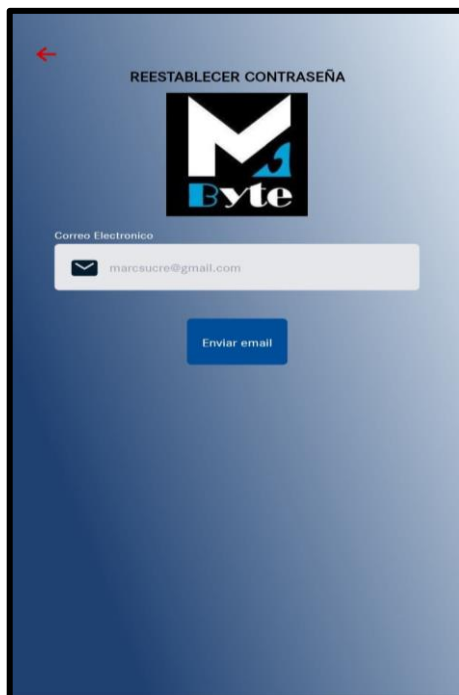 REESTABLECER CONTRASEÑA
M
Byte
Correo Electronico
marcsucre@gmail.com
Enviar email